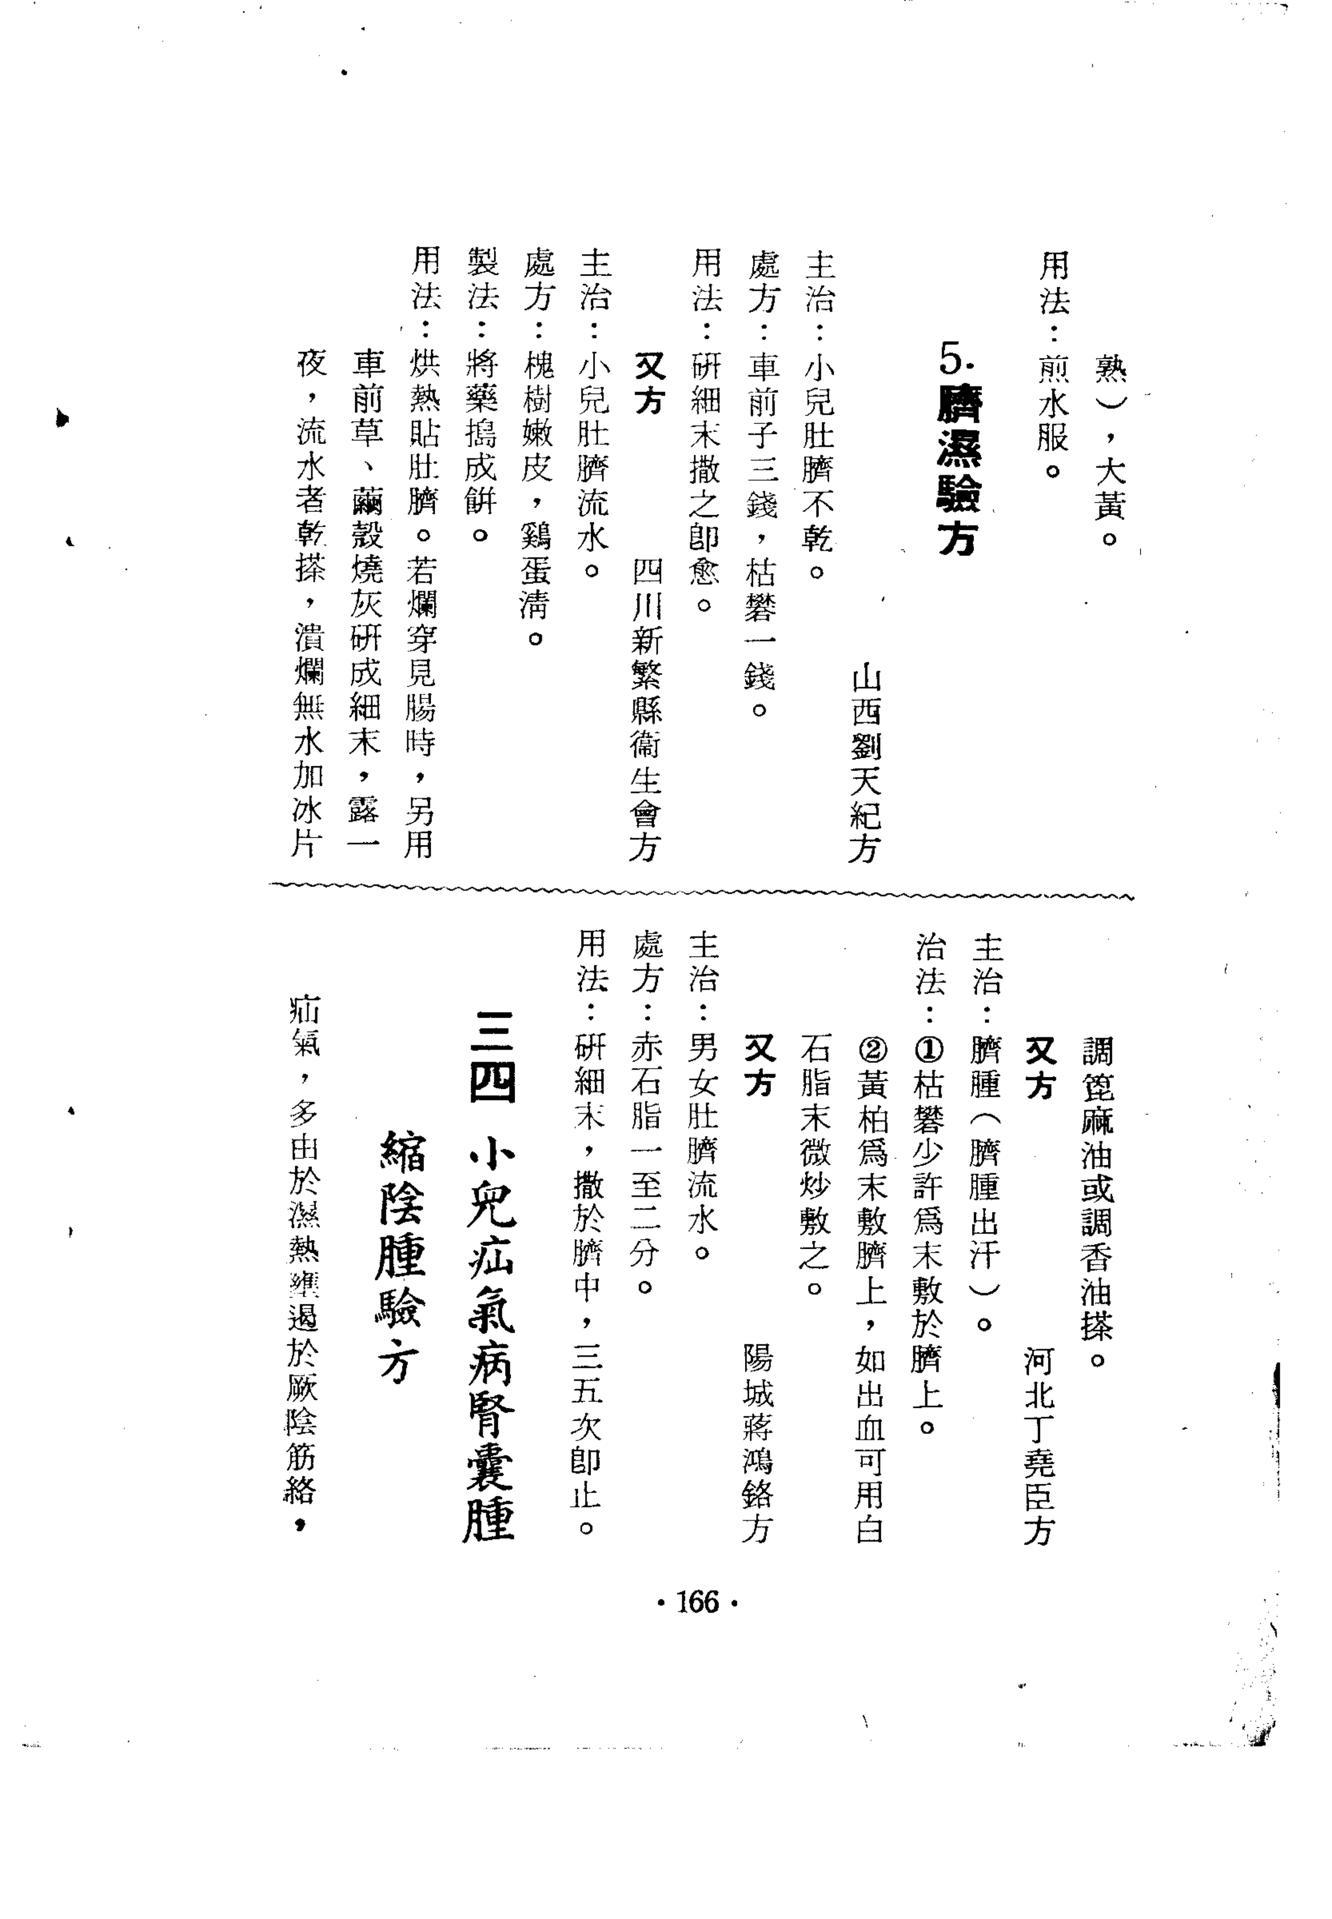 熟），大黃。
用法：煎水服。
5.臍濕驗方
山西劉天紀方
主治：小兒肚臍不乾。
處方：車前子三錢，枯礬一錢。
用法：研細末撒之卽愈。
又方
四川新繁縣衞生會方
主治：小兒肚臍流水。
處方：槐樹嫩皮，鷄蛋清。
製法：將藥搗成餅。
用法：烘熱貼肚臍。若爛穿見腸時，另用
車前草、繭殼燒灰研成細末，露一
夜，流水者乾搽，潰爛無水加冰片
調箆麻油或調香油搽。
又方
河北丁堯臣方
主治：臍腫（臍腫出汗）。
治法：①枯礬少許爲末敷於臍上。
②黃柏爲末敷臍上，如出血可用白
石脂末微炒敷之。
又方
陽城蔣鴻鉻方
主治：男女肚臍流水。
處方：赤石脂一至二分。
用法：研細末，撒於臍中，三五次卽止。
三四 小兒疝氣病腎囊腫
縮陰腫驗方
疝氣，多由於濕熱壅遏於厥陰筋絡，
·166·